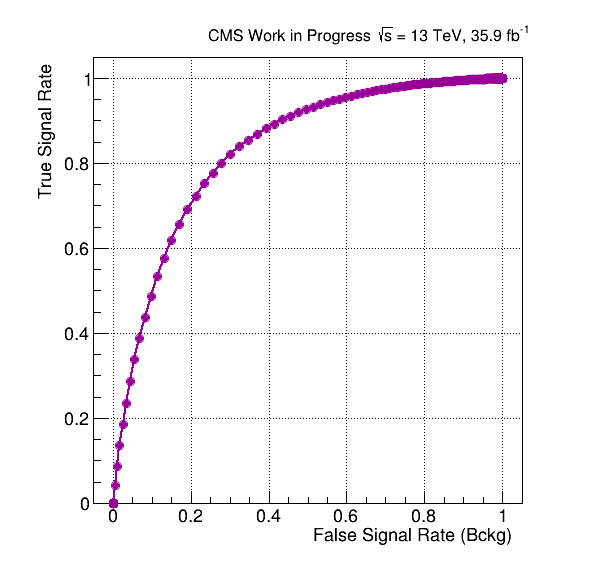 CMS Work in Progress √s = 13 TeV, 35.9 fb⁻¹
True Signal Rate
1
0.8
0.6
0.4
0.2
0
0 0.2 0.4 0.6 0.8 1
False Signal Rate (Bckg)